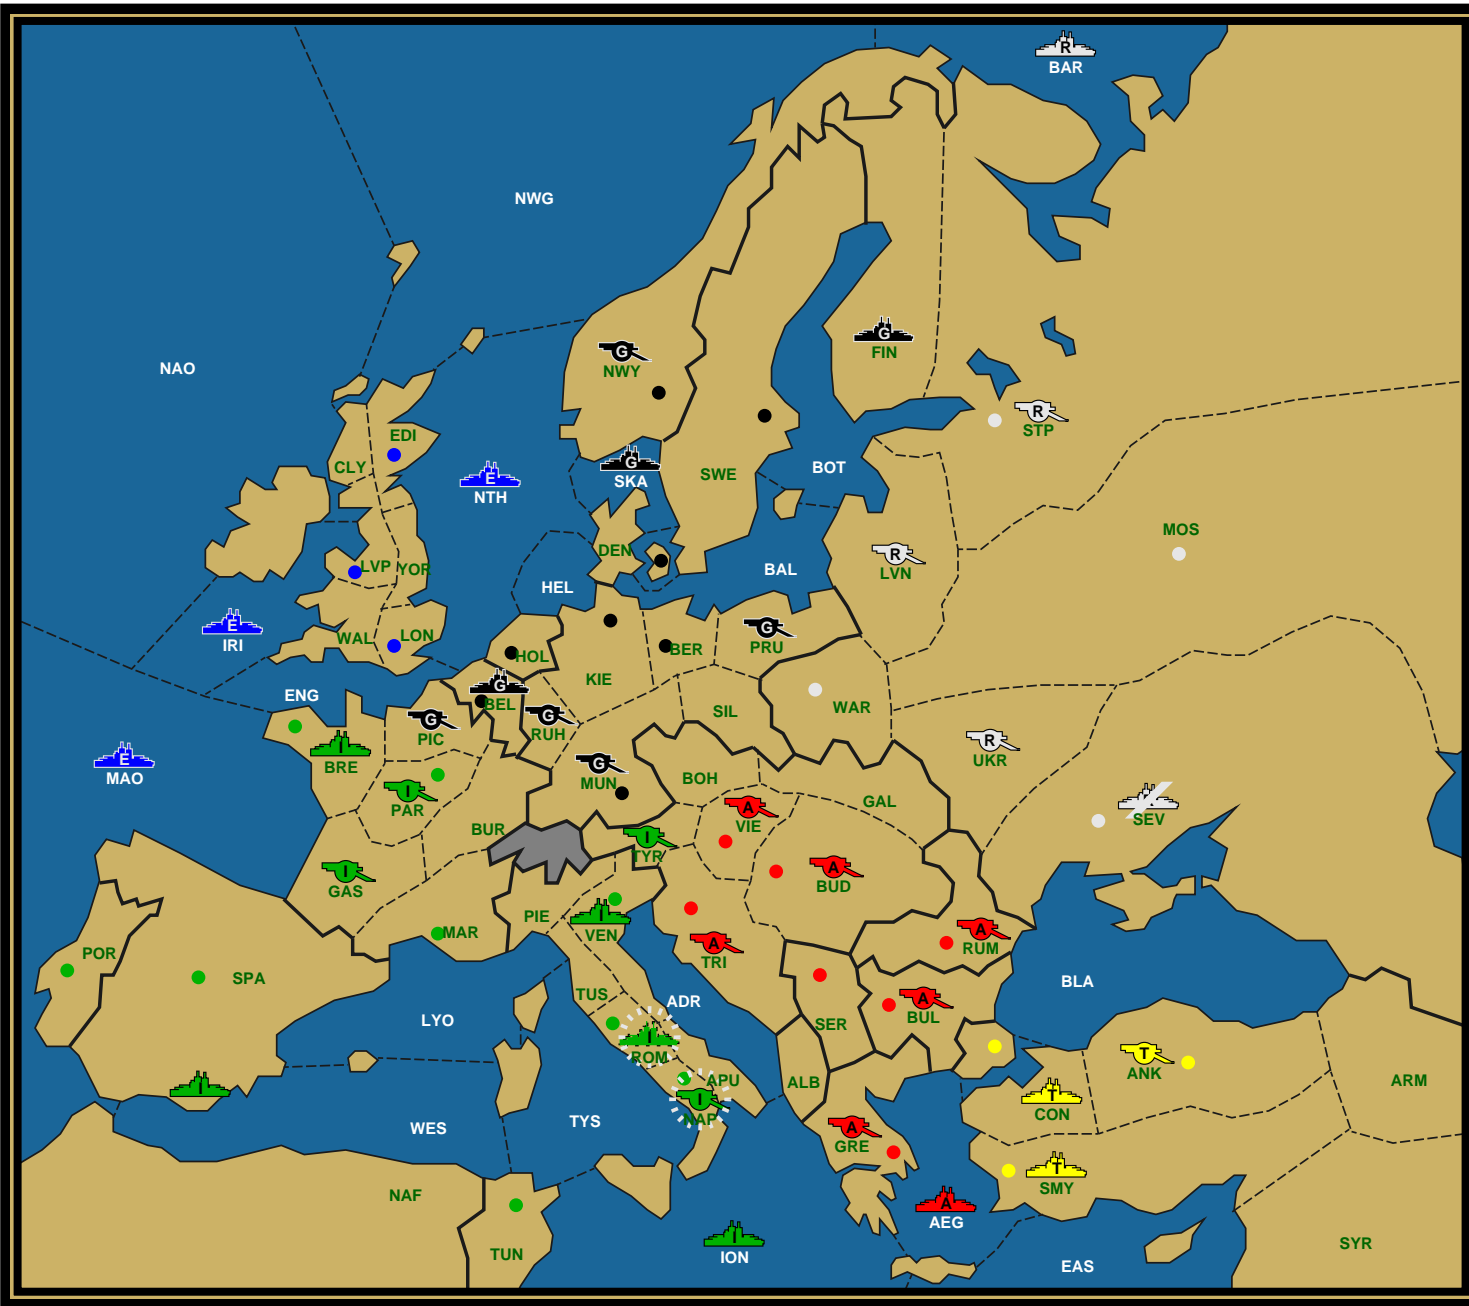 R
BAR
NWG
G
FIN
NAO
G
NWY
R
STP
EDI
CLY
E
NTH
G
SKA
SWE
BOT
MOS
DEN
R
LVN
LVP
YOR
HEL
BAL
E
IRI
WAL
LON
HOL
BER
G
PRU
ENG
G
BEL
KIE
SIL
WAR
G
PIC
G
RUH
R
UKR
E
MAO
I
BRE
G
MUN
BOH
I
PAR
GAL
A
VIE
SEV
BUR
I
TYR
I
GAS
A
BUD
PIE
I
VEN
MAR
A
TRI
A
RUM
POR
SPA
TUS
ADR
A
BUL
BLA
LYO
SER
I
ROM
T
ANK
I
APU
ALB
ARM
I
NAP
T
CON
WES
TYS
A
GRE
NAF
T
SMY
A
AEG
I
ION
TUN
EAS
SYR